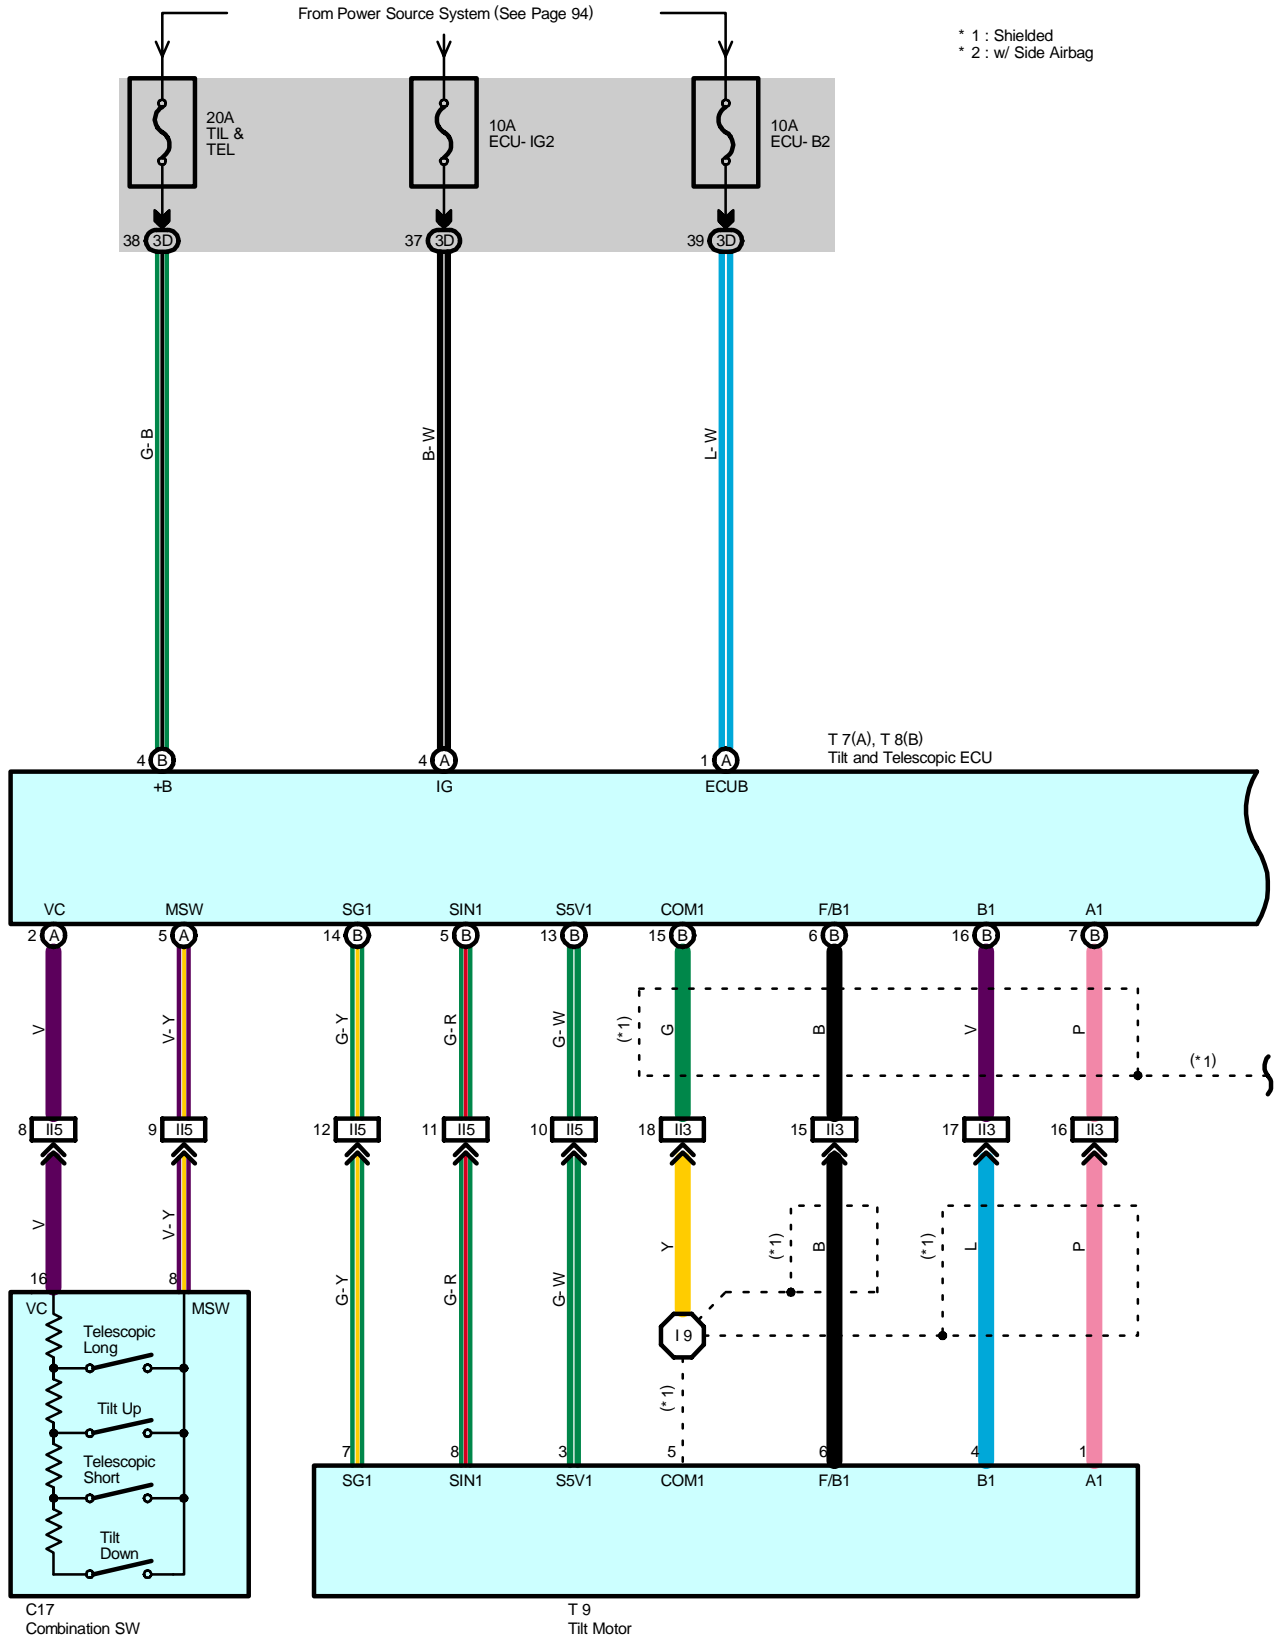 From Power Source System (See Page 94)
* 1 : Shielded
* 2 : w/ Side Airbag
20A
TIL &
TEL
10A
ECU- IG2
10A
ECU- B2
38 3D
37 3D
39 3D
G- B
B- W
L- W
T 7(A), T 8(B)
Tilt and Telescopic ECU
4 B
4 A
1 A
+B
IG
ECUB
VC
MSW
SG1
SIN1
S5V1
COM1
F/B1
B1
A1
2 A
5 A
14 B
5 B
13 B
15 B
6 B
16 B
7 B
V
V- Y
G- Y
G- R
G- W
(*1)
G
B
V
P
(*1)
8 II5
9 II5
12 II5
11 II5
10 II5
18 II3
15 II3
17 II3
16 II3
V
V- Y
G- Y
G- R
G- W
Y
(*1)
B
(*1)
L
P
I 9
(*1)
16
8
VC
MSW
Telescopic
Long
Tilt Up
Telescopic
Short
Tilt
Down
7
8
3
5
6
4
1
SG1
SIN1
S5V1
COM1
F/B1
B1
A1
C17
Combination SW
T 9
Tilt Motor